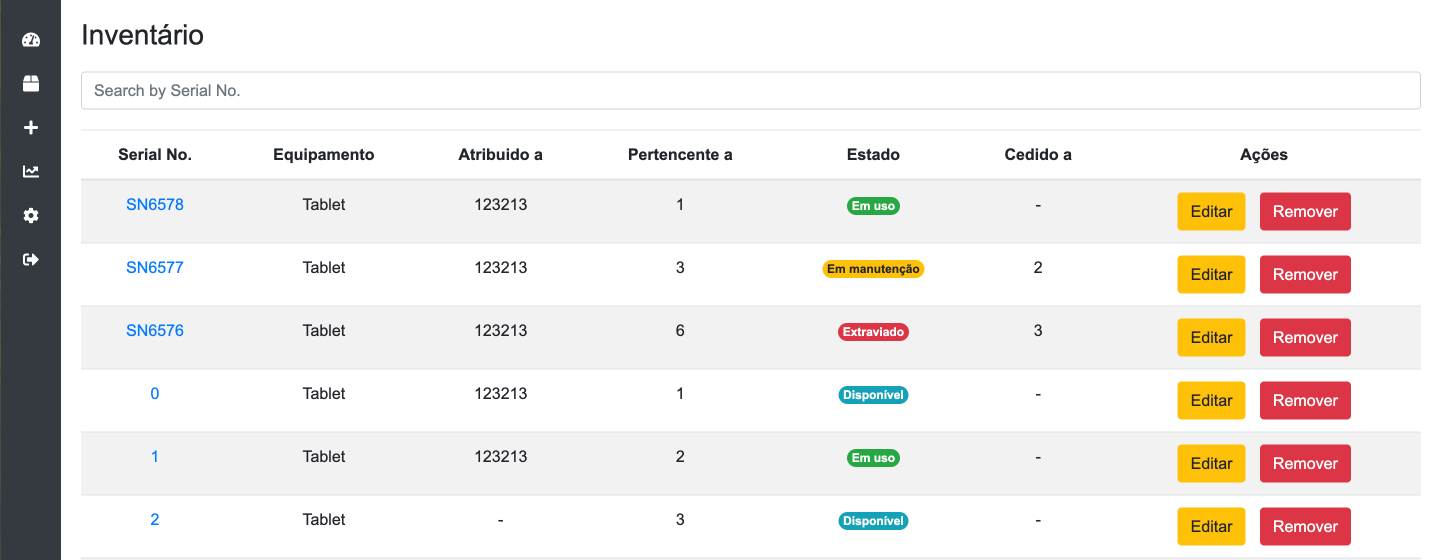 Inventário
Search by Serial No.
Serial No. Equipamento Atribuido a Pertencente a Estado Cedido a Ações
SN6578 Tablet 123213 1 Em uso - Editar Remover
SN6577 Tablet 123213 3 Em manutenção 2 Editar Remover
SN6576 Tablet 123213 6 Extraviado 3 Editar Remover
0 Tablet 123213 1 Disponível - Editar Remover
1 Tablet 123213 2 Em uso - Editar Remover
2 Tablet - 3 Disponível - Editar Remover